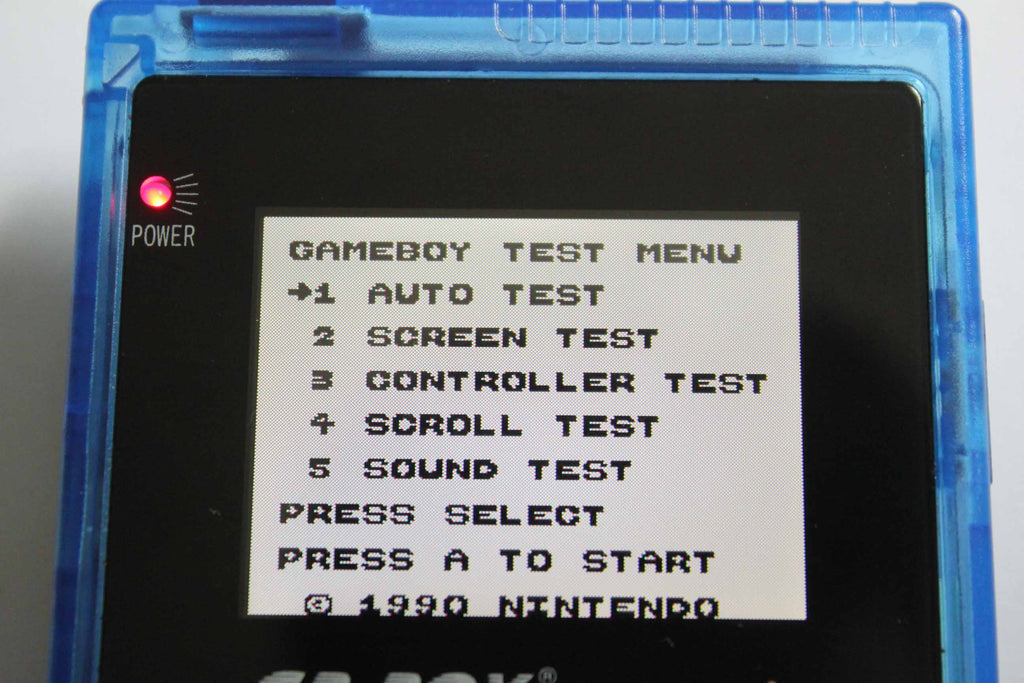 POWER
GAMEBOY TEST MENU
→1 AUTO TEST
2 SCREEN TEST
3 CONTROLLER TEST
4 SCROLL TEST
5 SOUND TEST
PRESS SELECT
PRESS A TO START
© 1990 NINTENDO